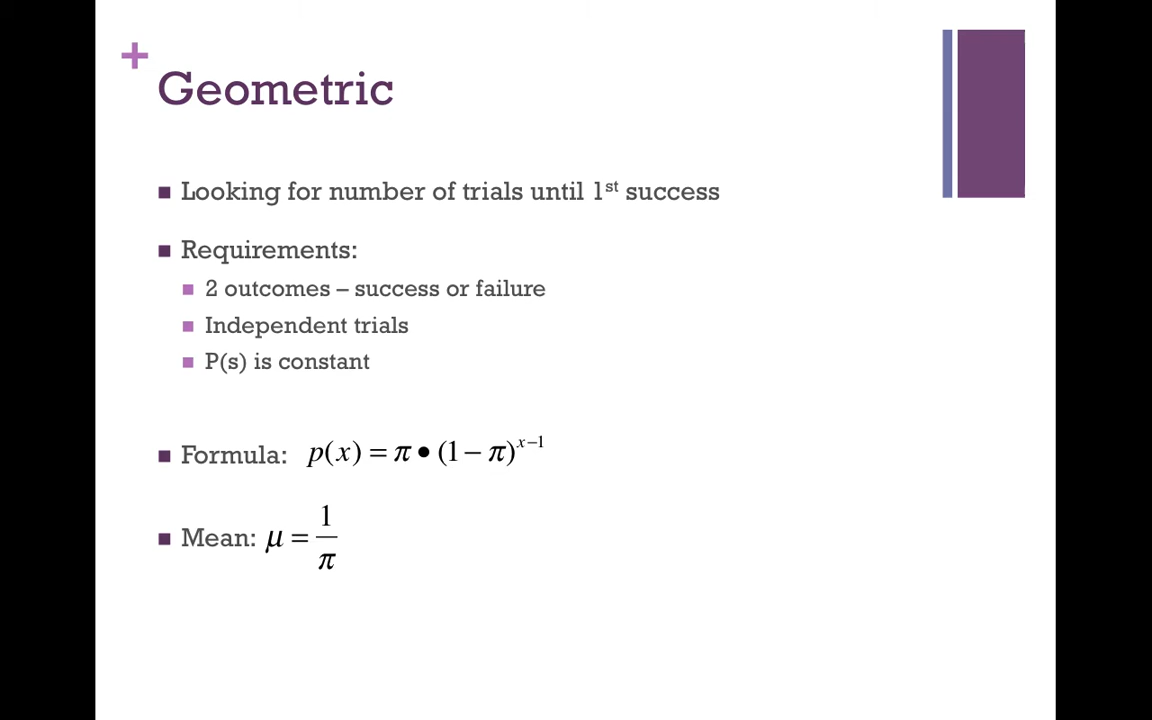 +
Geometric
■ Looking for number of trials until 1st success
■ Requirements:
■ 2 outcomes – success or failure
■ Independent trials
■ P(s) is constant
■ Formula: p(x) = π • (1 − π)^{x−1}
■ Mean: μ = 1/π